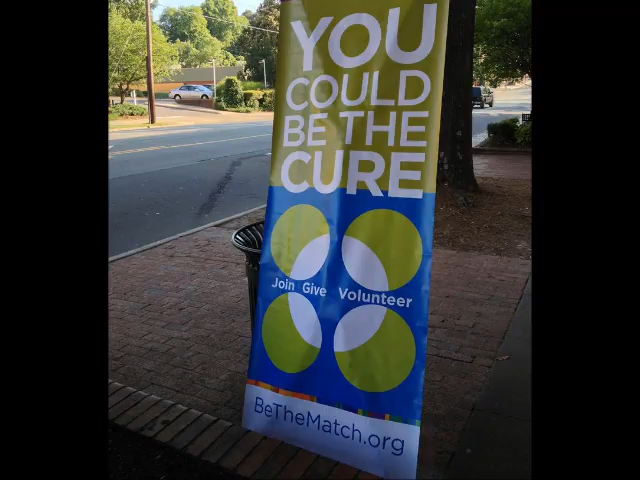 YOU
COULD
BE THE
CURE
Join Give Volunteer
BeTheMatch.org